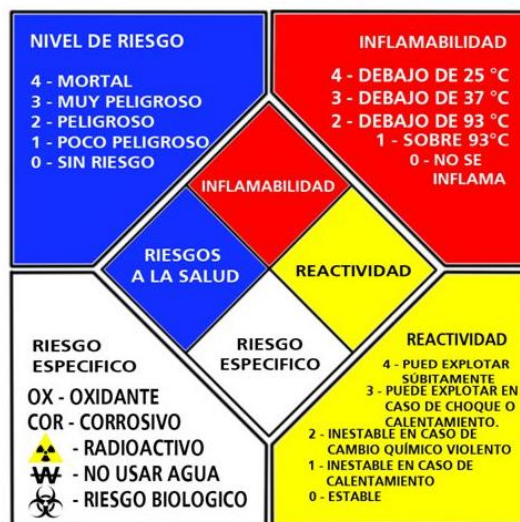 NIVEL DE RIESGO
4 - MORTAL
3 - MUY PELIGROSO
2 - PELIGROSO
1 - POCO PELIGROSO
0 - SIN RIESGO
INFLAMABILIDAD
4 - DEBAJO DE 25 °C
3 - DEBAJO DE 37 °C
2 - DEBAJO DE 93 °C
1 - SOBRE 93°C
0 - NO SE
INFLAMA
INFLAMABILIDAD
RIESGOS
A LA SALUD
REACTIVIDAD
RIESGO
ESPECIFICO
RIESGO
ESPECIFICO
OX - OXIDANTE
COR - CORROSIVO
- RADIOACTIVO
W - NO USAR AGUA
- RIESGO BIOLOGICO
REACTIVIDAD
4 - PUED EXPLOTAR
SÚBITAMENTE
3 - PUEDE EXPLOTAR EN
CASO DE CHOQUE O
CALENTAMIENTO.
2 - INESTABLE EN CASO DE
CAMBIO QUÍMICO VIOLENTO
1 - INESTABLE EN CASO DE
CALENTAMIENTO
0 - ESTABLE